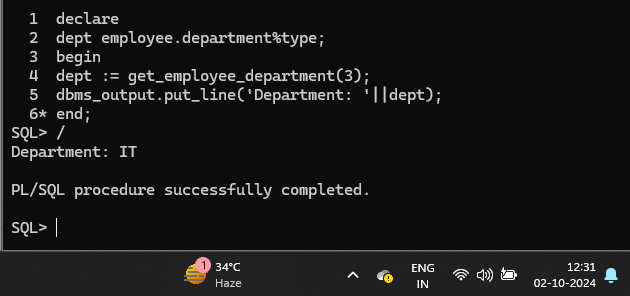 1 declare
2 dept employee.department%type;
3 begin
4 dept := get_employee_department(3);
5 dbms_output.put_line('Department: '||dept);
6* end;
SQL> /
Department: IT
PL/SQL procedure successfully completed.
SQL>
1
34°C
Haze
ENG
IN
12:31
02-10-2024